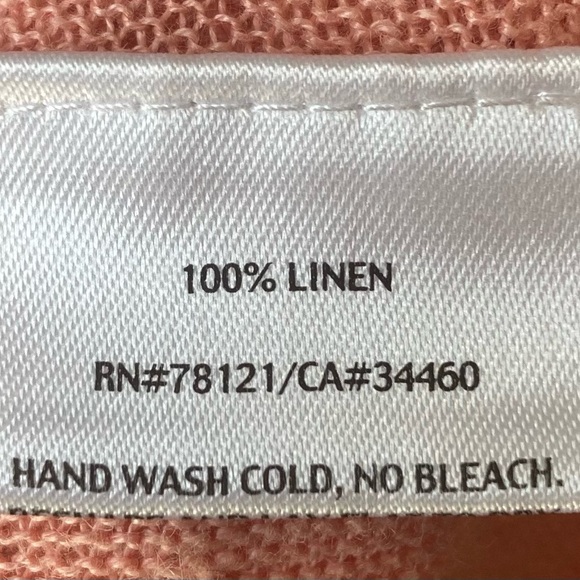 100% LINEN
RN#78121/CA#34460
HAND WASH COLD, NO BLEACH.